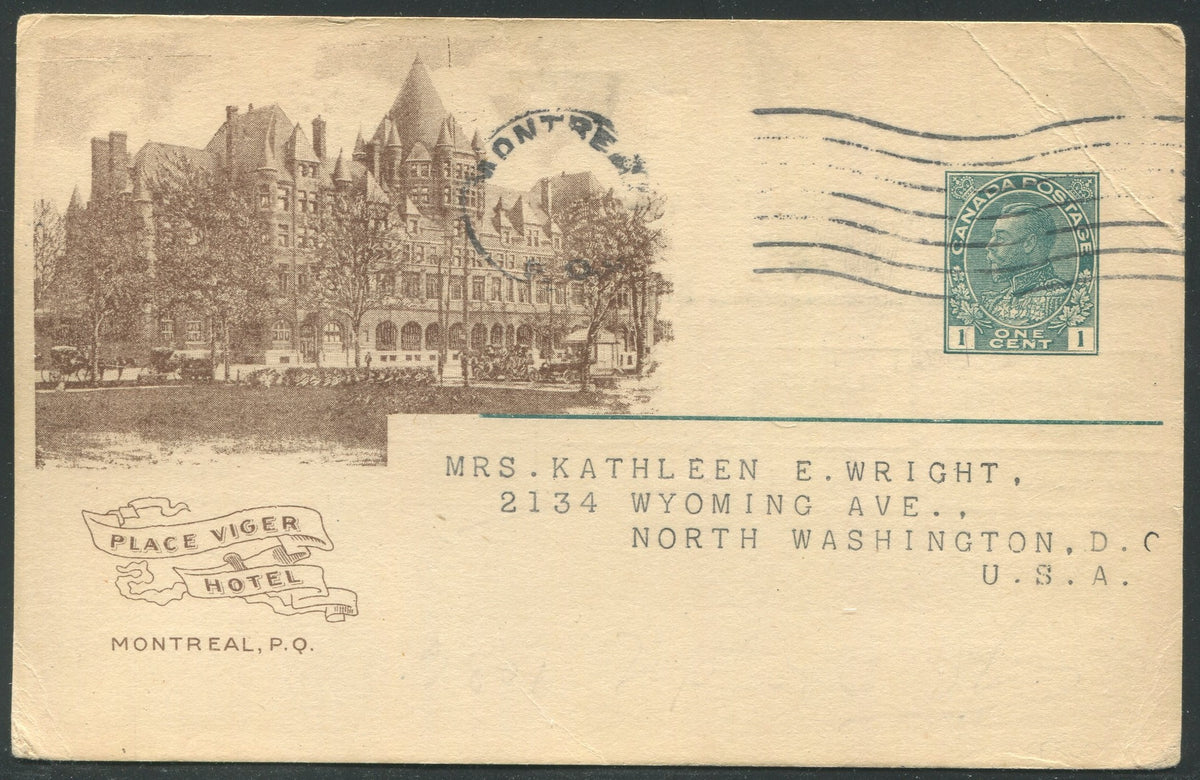 MONTREAL
P.Q.
CANADA POSTAGE
1 ONE CENT 1
MRS.KATHLEEN E.WRIGHT,
2134 WYOMING AVE.,
NORTH WASHINGTON,D.C
U.S.A.
PLACE VIGER
HOTEL
MONTREAL, P.Q.